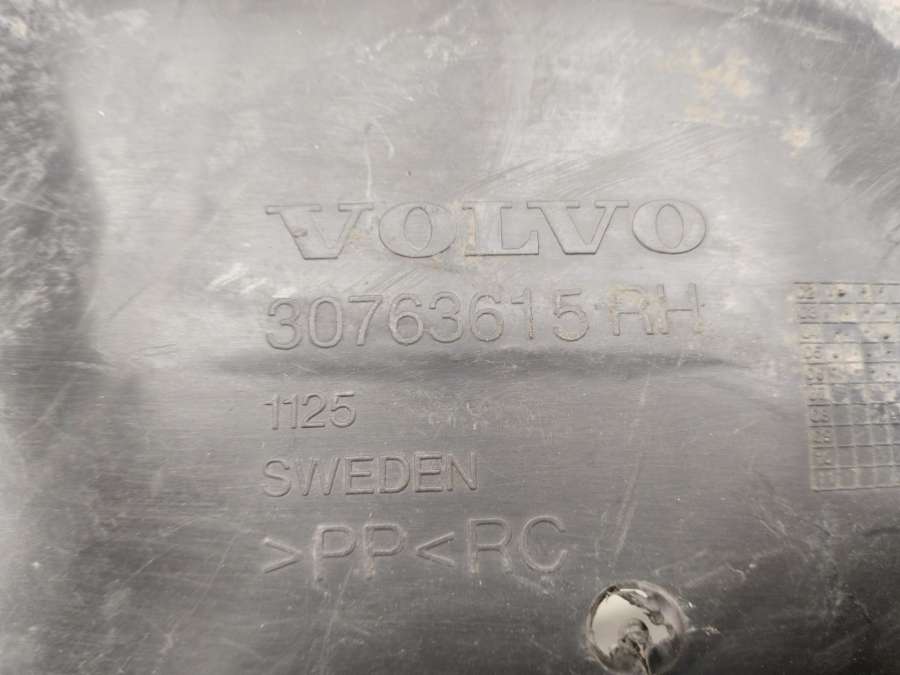 VOLVO
30763615 RH
1125
SWEDEN
>PP<RC